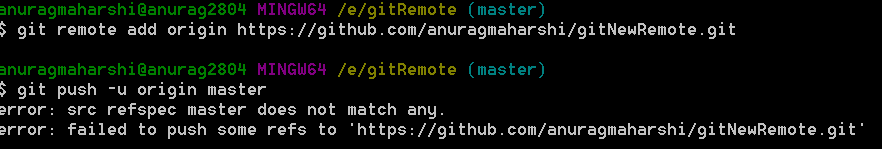 anuragmaharshi@anurag2804 MINGW64 /e/gitRemote (master)
$ git remote add origin https://github.com/anuragmaharshi/gitNewRemote.git
anuragmaharshi@anurag2804 MINGW64 /e/gitRemote (master)
$ git push -u origin master
error: src refspec master does not match any.
error: failed to push some refs to 'https://github.com/anuragmaharshi/gitNewRemote.git'